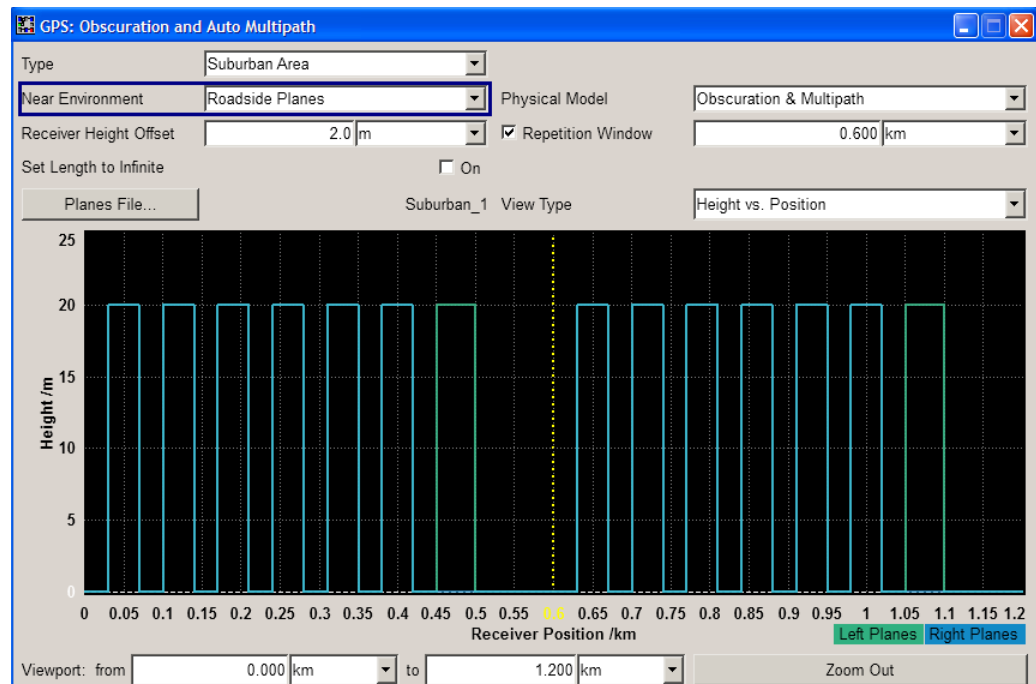 GPS: Obscuration and Auto Multipath
Type Suburban Area
Near Environment Roadside Planes Physical Model Obscuration & Multipath
Receiver Height Offset 2.0 m Repetition Window 0.600 km
Set Length to Infinite On
Planes File... Suburban_1 View Type Height vs. Position
25
20
15
10
5
0
Height /m
0 0.05 0.1 0.15 0.2 0.25 0.3 0.35 0.4 0.45 0.5 0.55 0.6 0.65 0.7 0.75 0.8 0.85 0.9 0.95 1 1.05 1.1 1.15 1.2
Receiver Position /km
Left Planes Right Planes
Viewport: from 0.000 km to 1.200 km Zoom Out